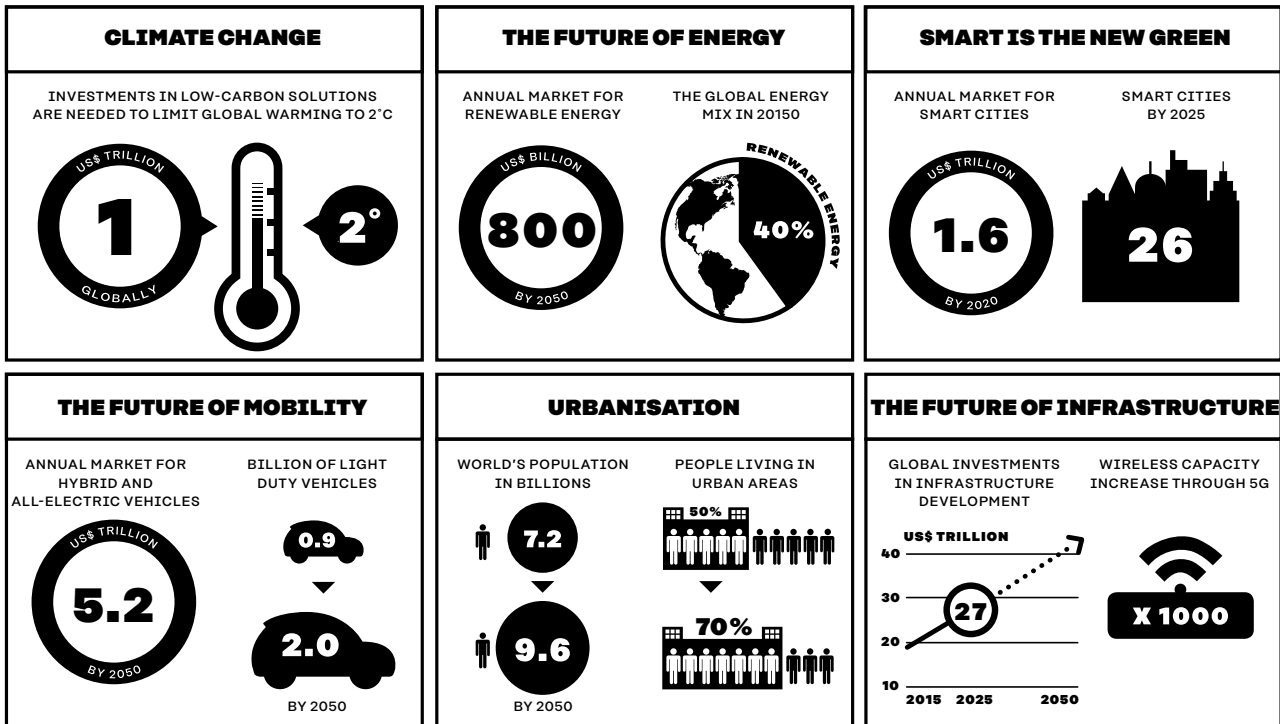 CLIMATE CHANGE
INVESTMENTS IN LOW-CARBON SOLUTIONS
ARE NEEDED TO LIMIT GLOBAL WARMING TO 2°C
US$ TRILLION
1
GLOBALLY
2°
THE FUTURE OF ENERGY
ANNUAL MARKET FOR
RENEWABLE ENERGY
US$ BILLION
800
BY 2050
THE GLOBAL ENERGY
MIX IN 20150
RENEWABLE ENERGY
40%
SMART IS THE NEW GREEN
ANNUAL MARKET FOR
SMART CITIES
US$ TRILLION
1.6
BY 2020
SMART CITIES
BY 2025
26
THE FUTURE OF MOBILITY
ANNUAL MARKET FOR
HYBRID AND
ALL-ELECTRIC VEHICLES
US$ TRILLION
5.2
BY 2050
BILLION OF LIGHT
DUTY VEHICLES
0.9
2.0
BY 2050
URBANISATION
WORLD'S POPULATION
IN BILLIONS
7.2
9.6
BY 2050
PEOPLE LIVING IN
URBAN AREAS
50%
70%
THE FUTURE OF INFRASTRUCTURE
GLOBAL INVESTMENTS
IN INFRASTRUCTURE
DEVELOPMENT
US$ TRILLION
40
30
27
20
10
2015 2025 2050
WIRELESS CAPACITY
INCREASE THROUGH 5G
X 1000